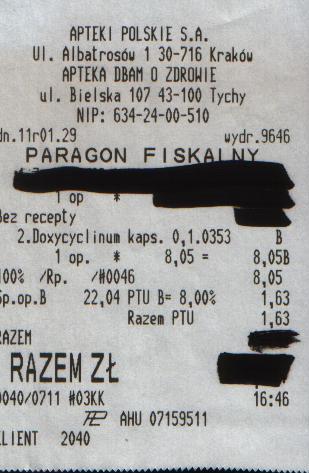 APTEKI POLSKIE S.A.
Ul. Albatrosów 1 30-716 Kraków
APTEKA DBAM O ZDROWIE
ul. Bielska 107 43-100 Tychy
NIP: 634-24-00-510
dn.11r01.29 wydr.9646
PARAGON FISKALNY
1 op *
Bez recepty
2.Doxycyclinum kaps. 0,1.0353 B
1 op. * 8,05 = 8,05B
100% /Rp. /#0046 8,05
Sp.op.B 22,04 PTU B= 8,00% 1,63
Razem PTU 1,63
RAZEM
RAZEM ZŁ
0040/0711 #03KK 16:46
AHU 07159511
KLIENT 2040